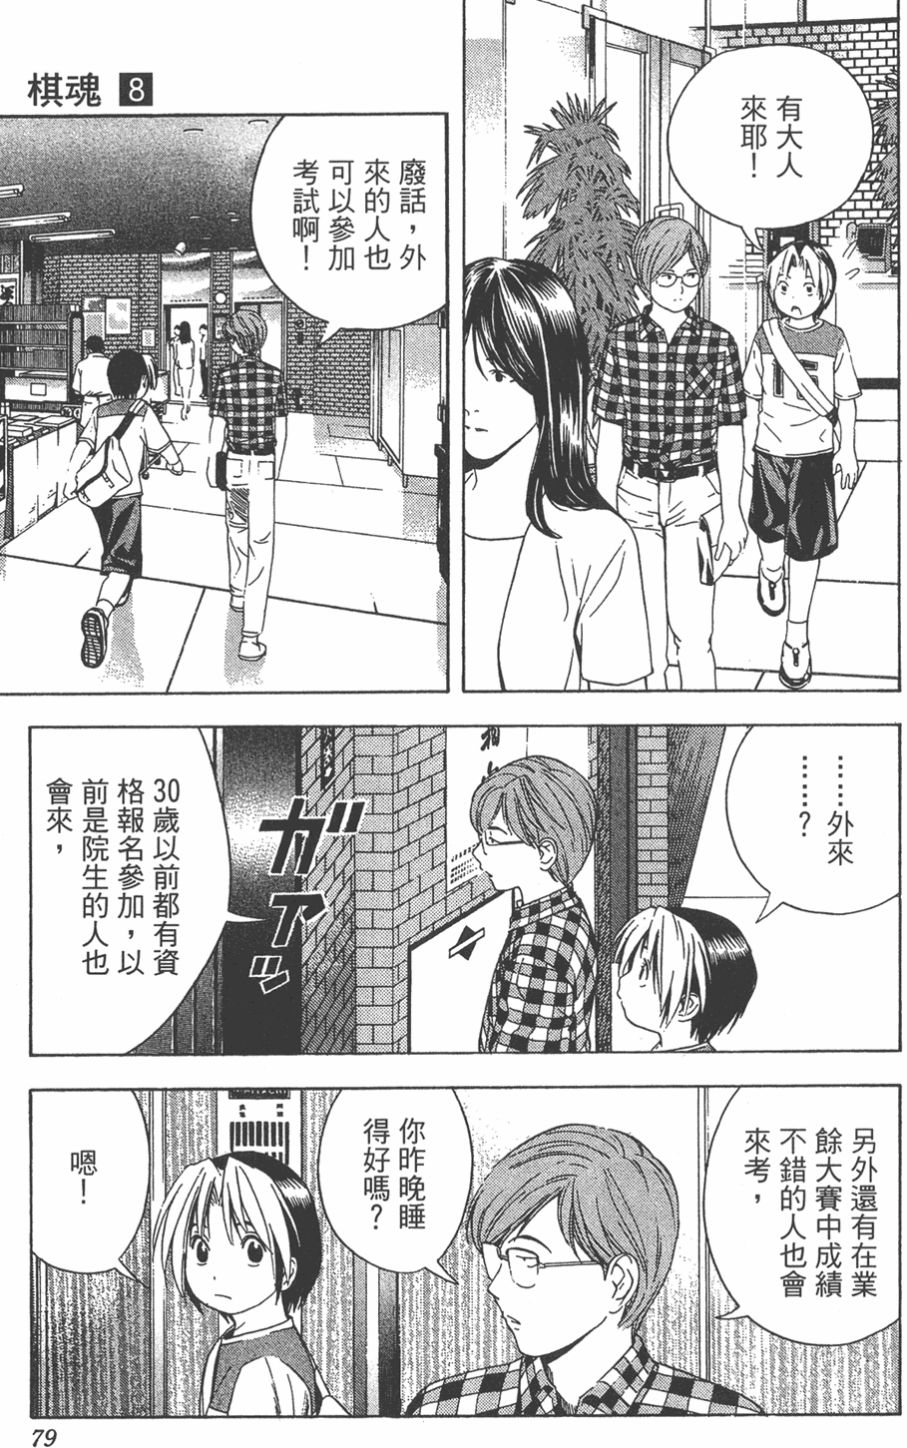 棋魂 8
有大人
來耶！
廢話，外
來的人也
可以參加
考試啊！
……外來
……？
ガアッ
30歲以前都有資
格報名參加，以
前是院生的人也
會來，
另外還有在業
餘大賽中成績
不錯的人也會
來考，
你昨晚睡
得好嗎？
嗯！
79